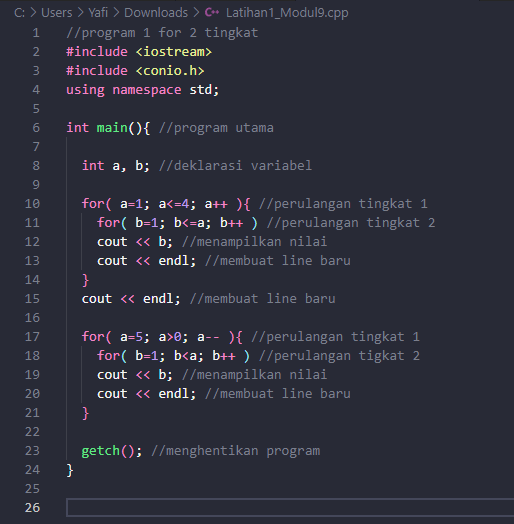 C: > Users > Yafi > Downloads > Latihan1_Modul9.cpp
1 //program 1 for 2 tingkat
2 #include <iostream>
3 #include <conio.h>
4 using namespace std;
5
6 int main(){ //program utama
7
8   int a, b; //deklarasi variabel
9
10   for( a=1; a<=4; a++ ){ //perulangan tingkat 1
11     for( b=1; b<=a; b++ ) //perulangan tingkat 2
12     cout << b; //menampilkan nilai
13     cout << endl; //membuat line baru
14   }
15   cout << endl; //membuat line baru
16
17   for( a=5; a>0; a-- ){ //perulangan tingkat 1
18     for( b=1; b<a; b++ ) //perulangan tigkat 2
19     cout << b; //menampilkan nilai
20     cout << endl; //membuat line baru
21   }
22
23   getch(); //menghentikan program
24 }
25
26